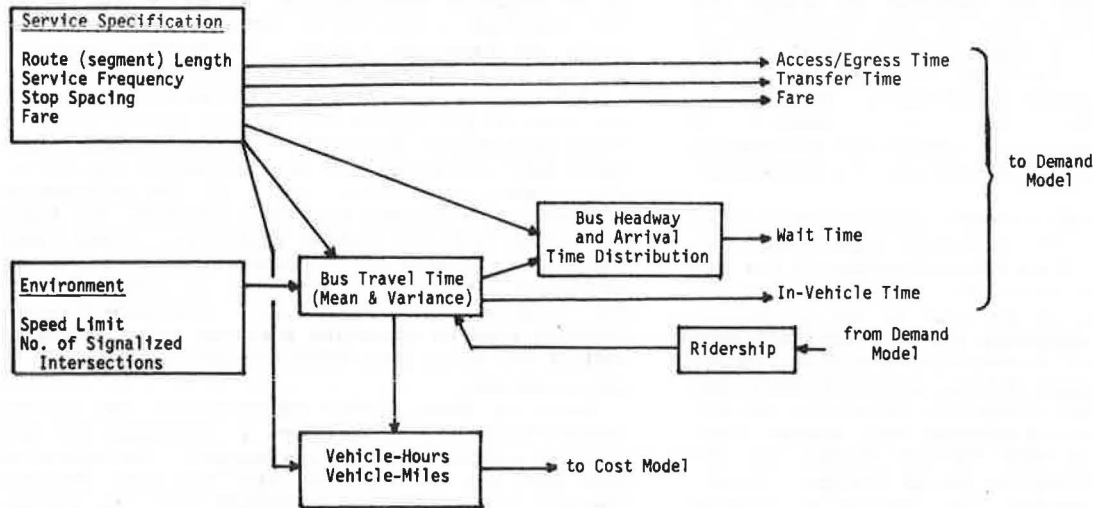 Service Specification
Route (segment) Length
Service Frequency
Stop Spacing
Fare
Access/Egress Time
Transfer Time
Fare
to Demand
Model
Bus Headway
and Arrival
Time Distribution
Wait Time
Environment
Speed Limit
No. of Signalized
Intersections
Bus Travel Time
(Mean & Variance)
In-Vehicle Time
Ridership
from Demand
Model
Vehicle-Hours
Vehicle-Miles
to Cost Model